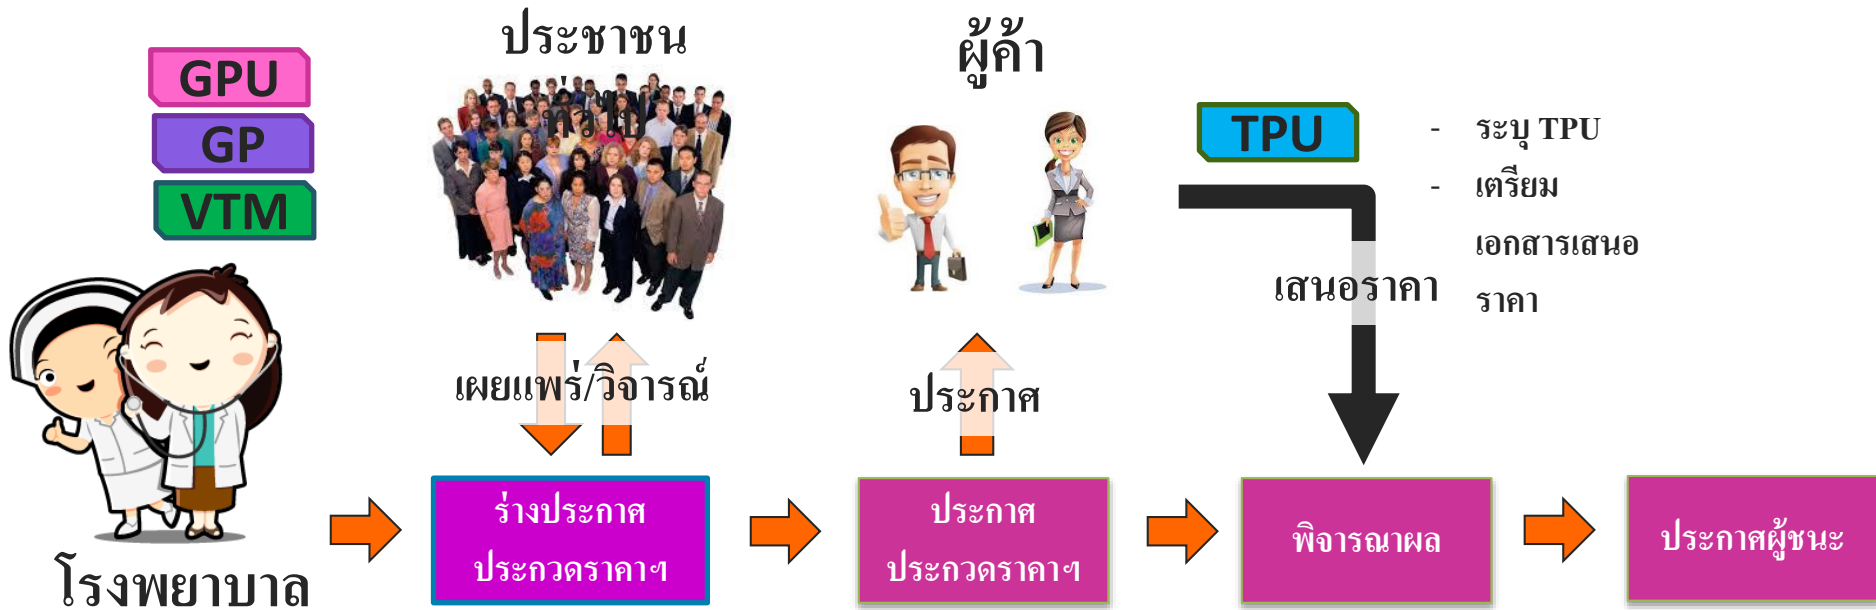 GPU
GP
VTM
โรงพยาบาล
ประชาชน
ทั่วไป
เผยแพร่/วิจารณ์
ร่างประกาศ
ประกวดราคาฯ
ผู้ค้า
ประกาศ
ประกาศ
ประกวดราคาฯ
TPU
- ระบุ TPU
- เตรียม
เอกสารเสนอ
ราคา
เสนอราคา
พิจารณาผล
ประกาศผู้ชนะ